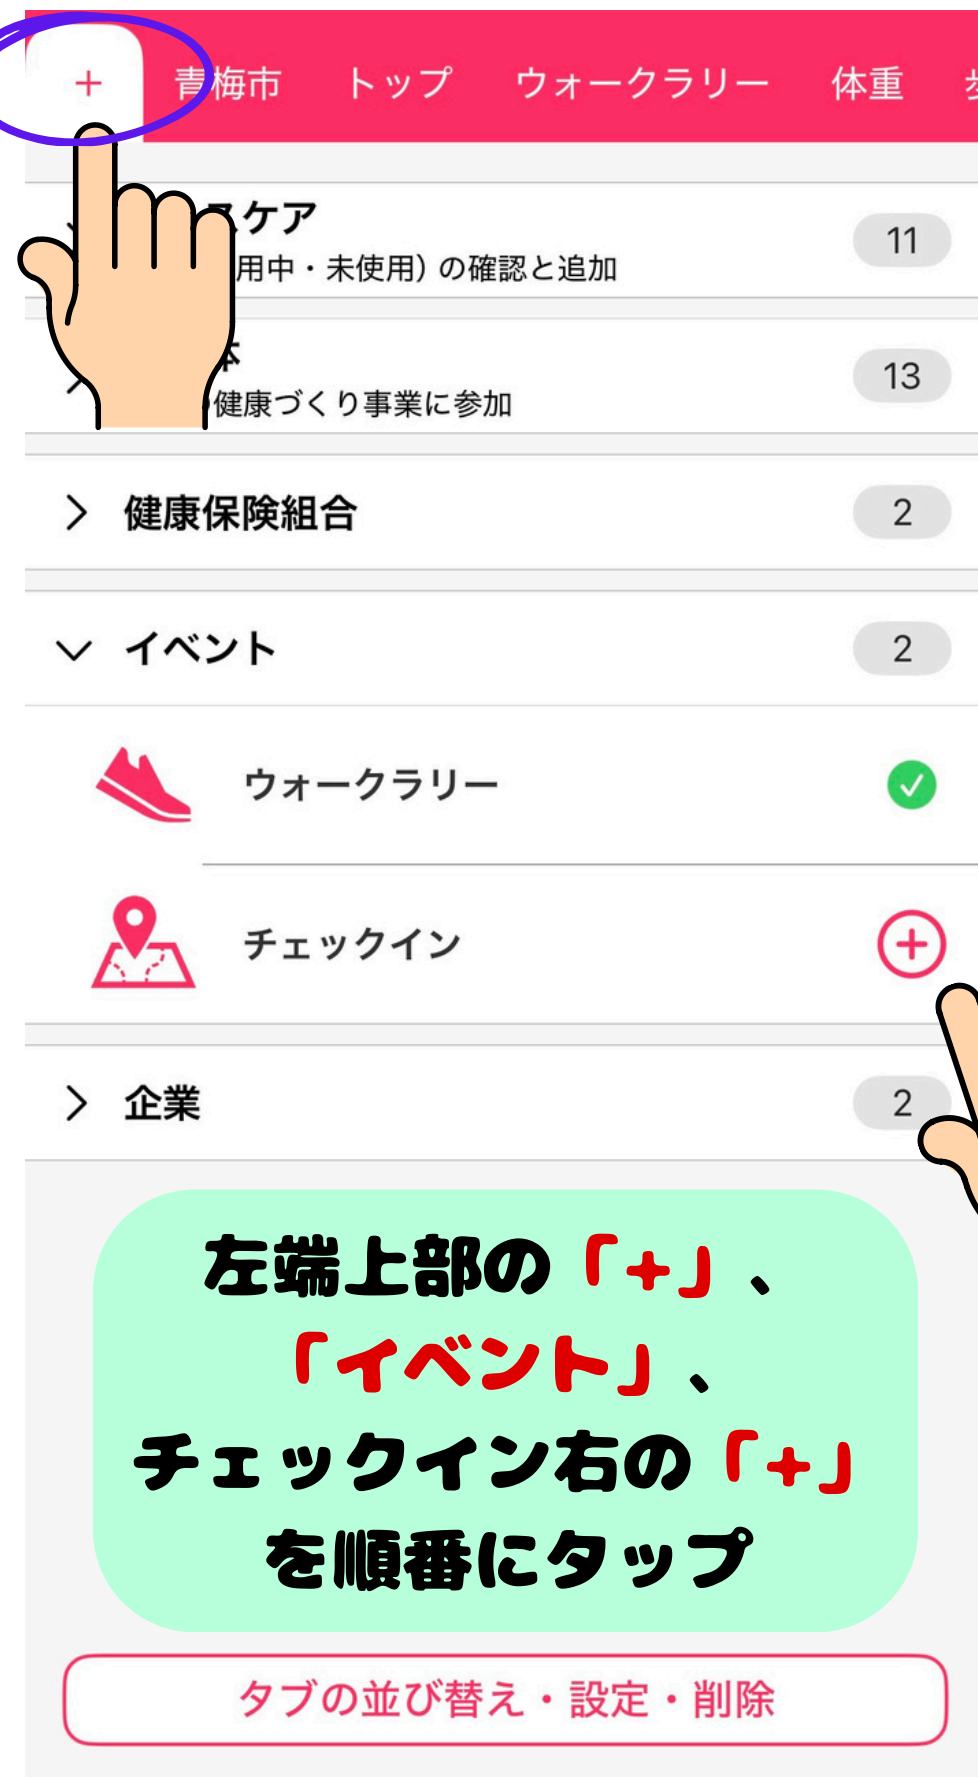 + 青梅市 トップ ウォークラリー 体重
スケア
用中・未使用）の確認と追加
11
体
健康づくり事業に参加
13
健康保険組合
2
イベント
2
ウォークラリー
チェックイン
企業
2
左端上部の「+」、
「イベント」、
チェックイン右の「+」
を順番にタップ
タブの並び替え・設定・削除